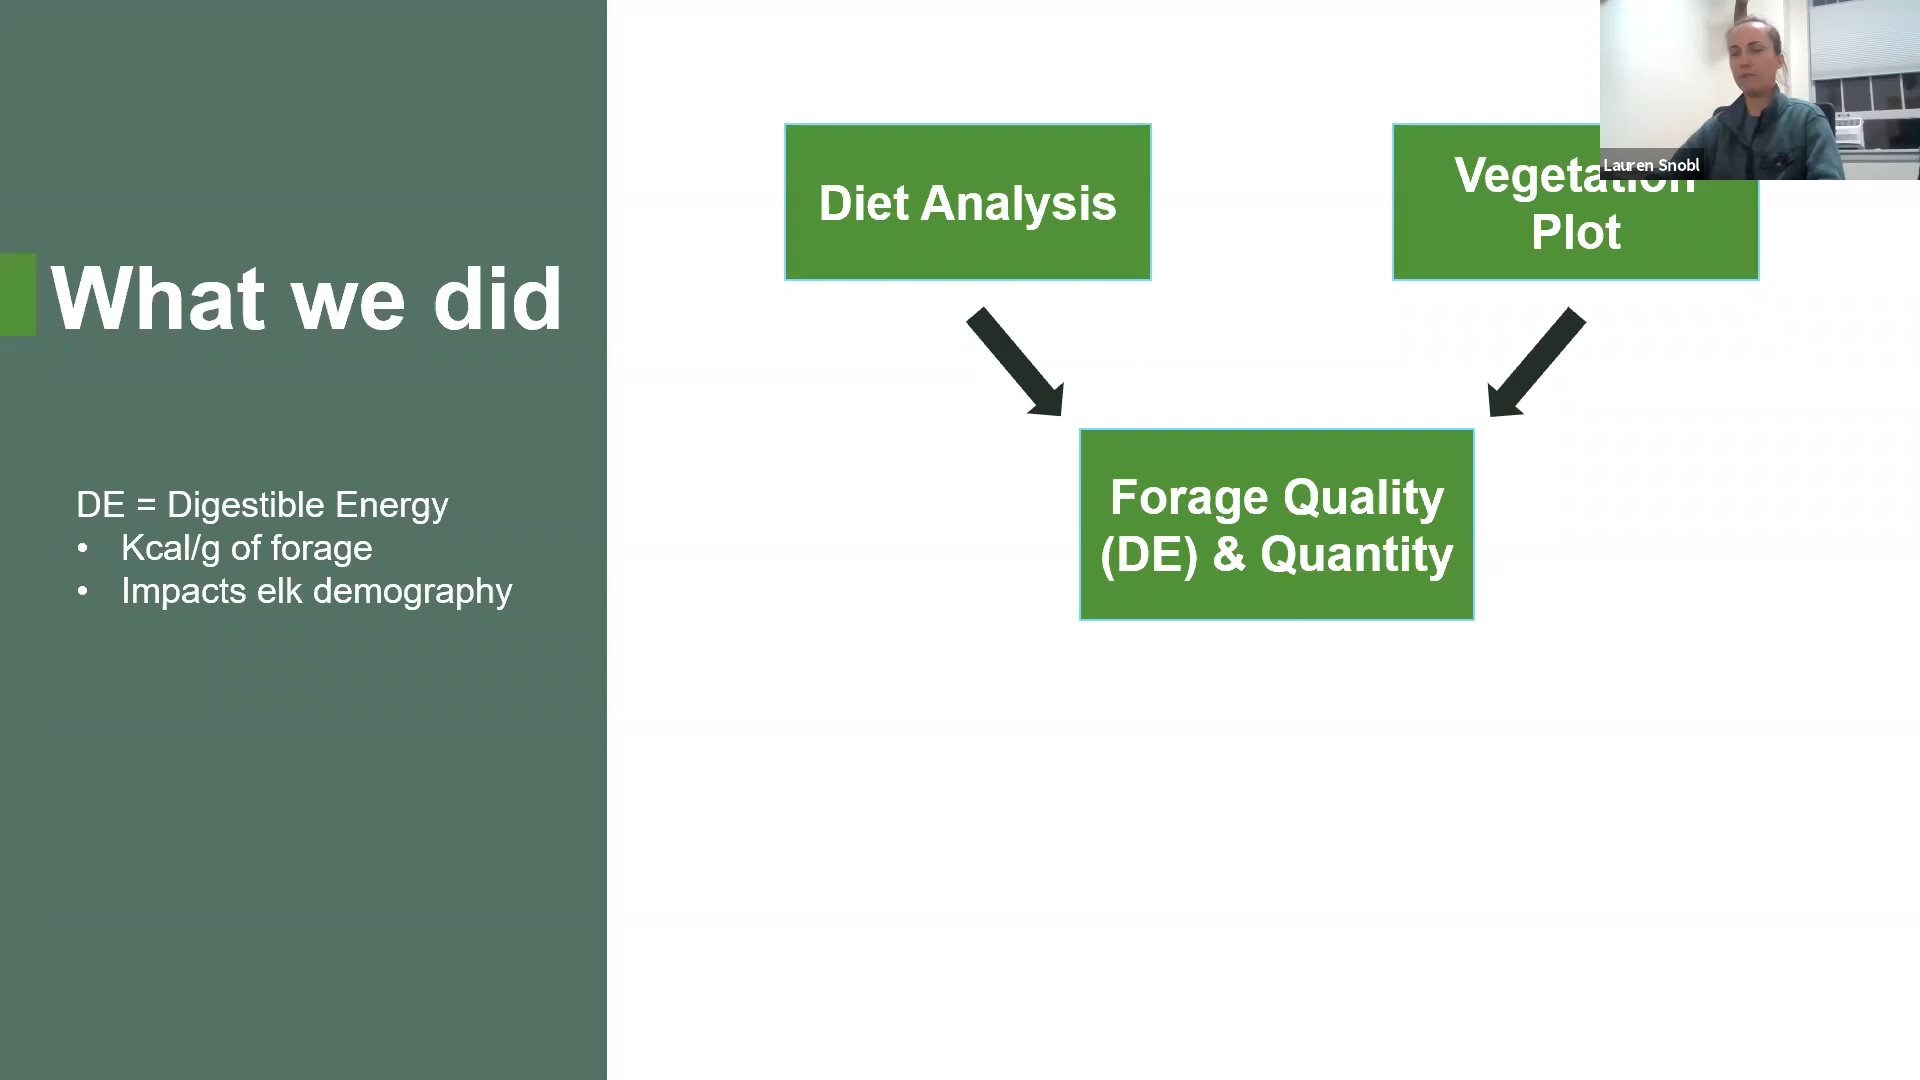 What we did
DE = Digestible Energy
• Kcal/g of forage
• Impacts elk demography
Diet Analysis
Vegetation
Plot
Forage Quality
(DE) & Quantity
Lauren Snobl